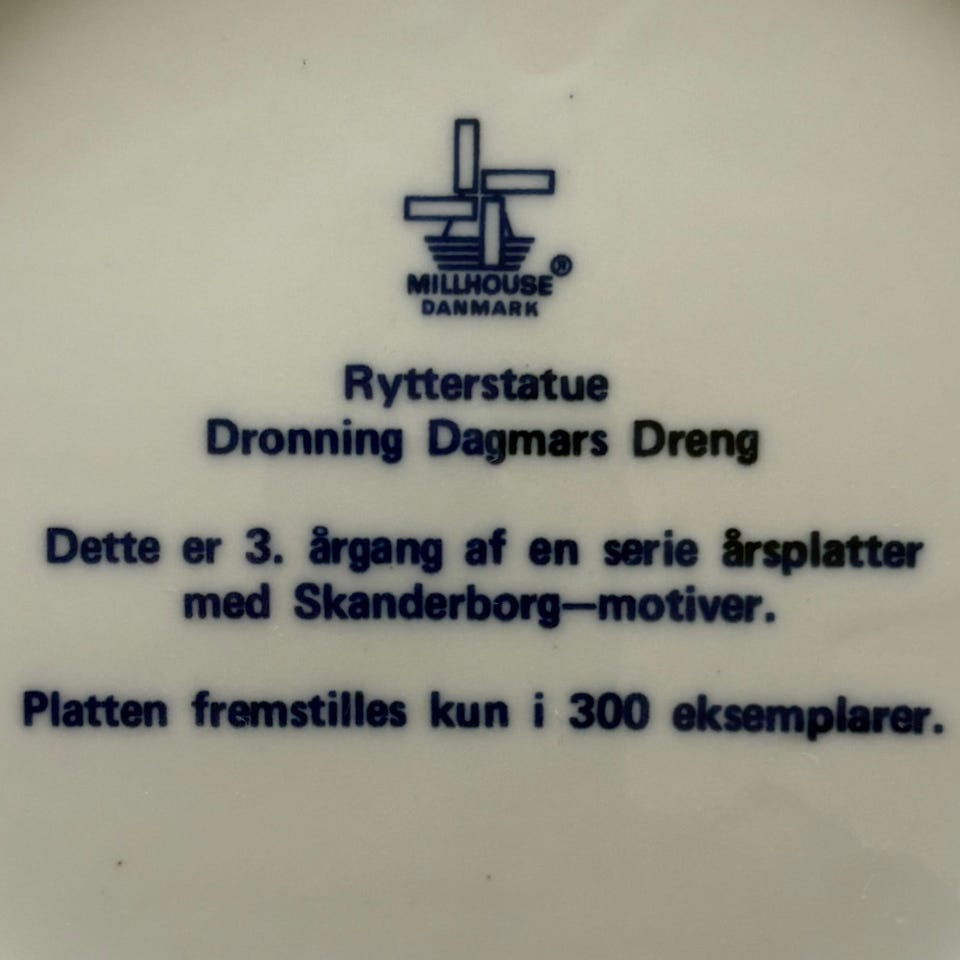 MILLHOUSE®
DANMARK
Rytterstatue
Dronning Dagmars Dreng
Dette er 3. årgang af en serie årsplatter
med Skanderborg—motiver.
Platten fremstilles kun i 300 eksemplarer.